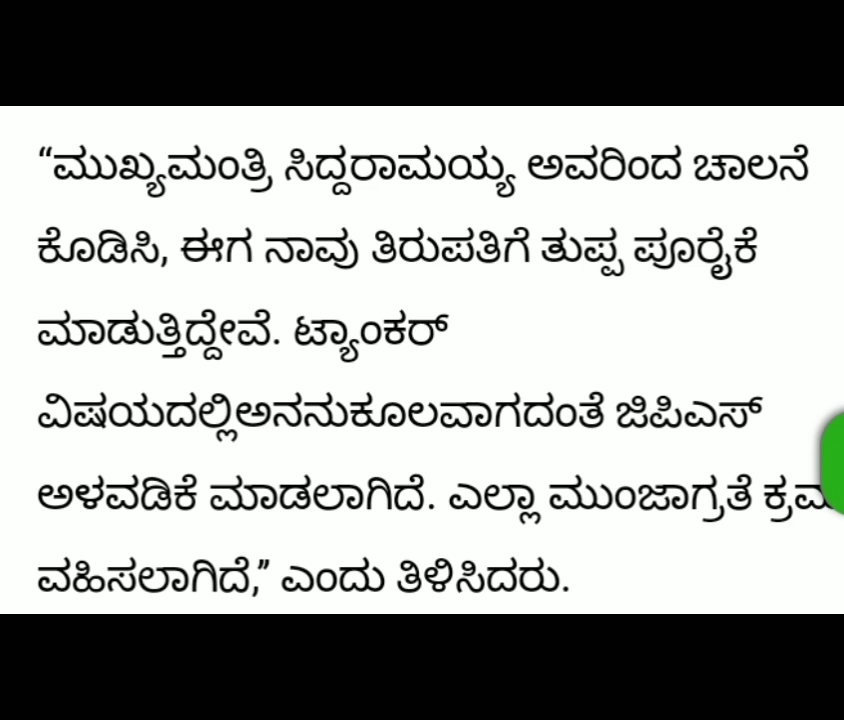 “ಮುಖ್ಯಮಂತ್ರಿ ಸಿದ್ದರಾಮಯ್ಯ ಅವರಿಂದ ಚಾಲನೆ
ಕೊಡಿಸಿ, ಈಗ ನಾವು ತಿರುಪತಿಗೆ ತುಪ್ಪ ಪೂರೈಕೆ
ಮಾಡುತ್ತಿದ್ದೇವೆ. ಟ್ಯಾಂಕರ್
ವಿಷಯದಲ್ಲಿಅನನುಕೂಲವಾಗದಂತೆ ಜಿಪಿಎಸ್
ಅಳವಡಿಕೆ ಮಾಡಲಾಗಿದೆ. ಎಲ್ಲಾ ಮುಂಜಾಗ್ರತೆ ಕ್ರಮ
ವಹಿಸಲಾಗಿದೆ,” ಎಂದು ತಿಳಿಸಿದರು.